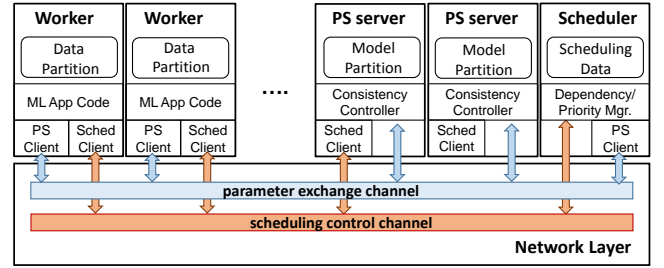 Worker
Data
Partition
ML App Code
PS
Client
Sched
Client
Worker
Data
Partition
ML App Code
PS
Client
Sched
Client
....
PS server
Model
Partition
Consistency
Controller
Sched
Client
PS server
Model
Partition
Consistency
Controller
Sched
Client
Scheduler
Scheduling
Data
Dependency/
Priority Mgr.
PS
Client
parameter exchange channel
scheduling control channel
Network Layer